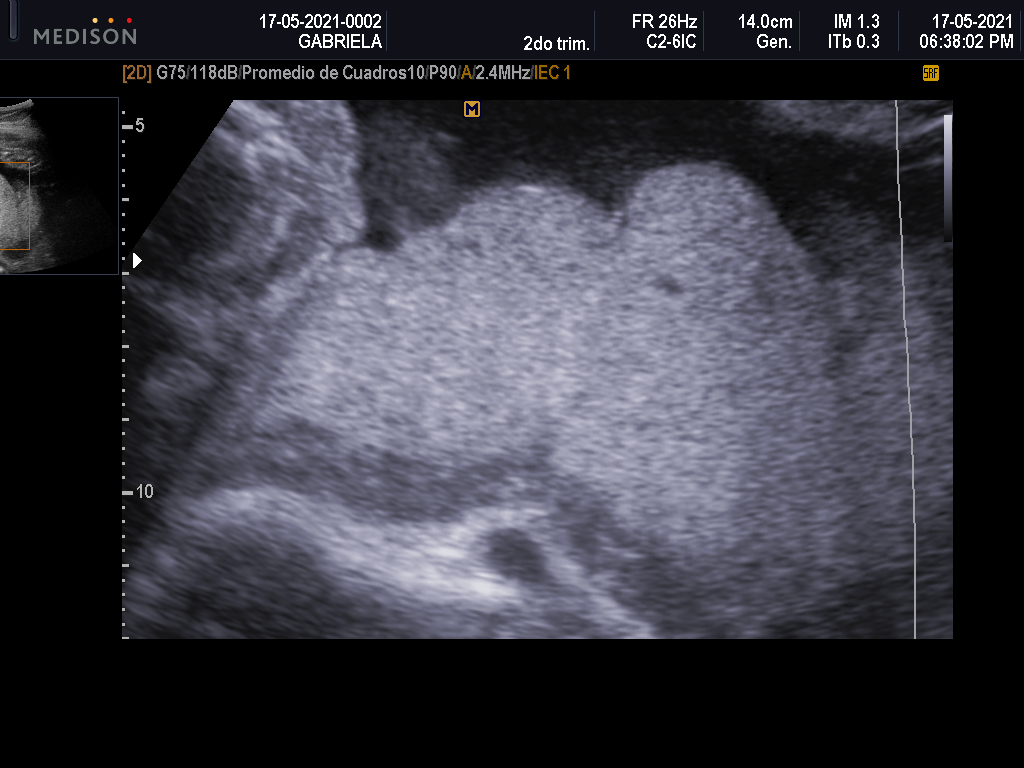 MEDISON
17-05-2021-0002
GABRIELA
2do trim.
FR 26Hz
C2-6IC
14.0cm
Gen.
IM 1.3
ITb 0.3
17-05-2021
06:38:02 PM
[2D] G75/118dB/Promedio de Cuadros10/P90/A/2.4MHz/IEC 1
SRF
M
5
10